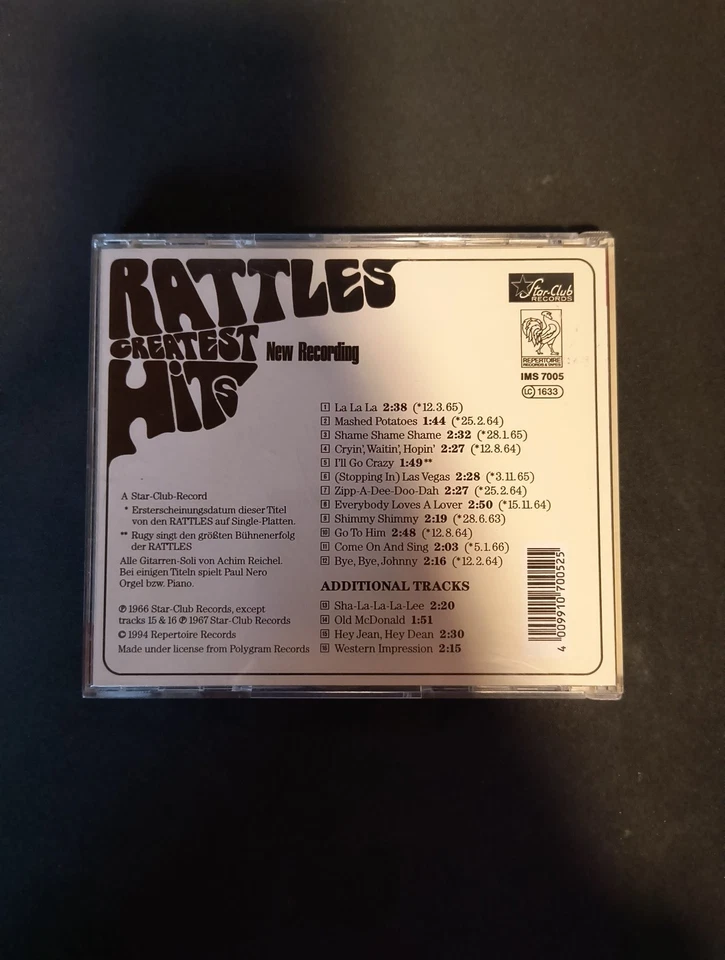 RATTLES
GREATEST
HITS
New Recording
Star-Club
RECORDS
REPERTOIRE
RECORDS & TAPES
IMS 7005
LC 1633
1 La La La 2:38 (*12.3.65)
2 Mashed Potatoes 1:44 (*25.2.64)
3 Shame Shame Shame 2:32 (*28.1.65)
4 Cryin', Waitin', Hopin' 2:27 (*12.8.64)
5 I'll Go Crazy 1:49**
6 (Stopping In) Las Vegas 2:28 (*3.11.65)
7 Zipp-A-Dee-Doo-Dah 2:27 (*25.2.64)
8 Everybody Loves A Lover 2:50 (*15.11.64)
9 Shimmy Shimmy 2:19 (*28.6.63)
10 Go To Him 2:48 (*12.8.64)
11 Come On And Sing 2:03 (*5.1.66)
12 Bye, Bye, Johnny 2:16 (*12.2.64)
ADDITIONAL TRACKS
13 Sha-La-La-La-Lee 2:20
14 Old McDonald 1:51
15 Hey Jean, Hey Dean 2:30
16 Western Impression 2:15
A Star-Club-Record
* Ersterscheinungsdatum dieser Titel
von den RATTLES auf Single-Platten.
** Rugy singt den größten Bühnenerfolg
der RATTLES
Alle Gitarren-Soli von Achim Reichel.
Bei einigen Titeln spielt Paul Nero
Orgel bzw. Piano.
℗ 1966 Star-Club Records, except
tracks 15 & 16 ℗ 1967 Star-Club Records
© 1994 Repertoire Records
Made under license from Polygram Records
4 009910 700525